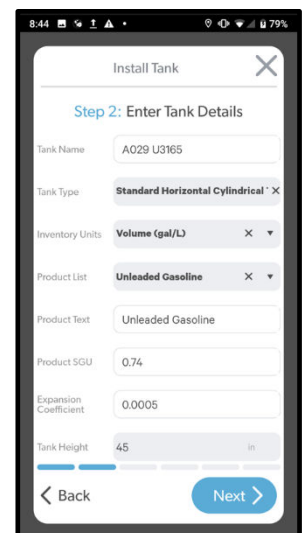 8:44 79%
Install Tank
Step 2: Enter Tank Details
Tank Name A029 U3165
Tank Type Standard Horizontal Cylindrical
Inventory Units Volume (gal/L)
Product List Unleaded Gasoline
Product Text Unleaded Gasoline
Product SGU 0.74
Expansion
Coefficient 0.0005
Tank Height 45 in
Back Next